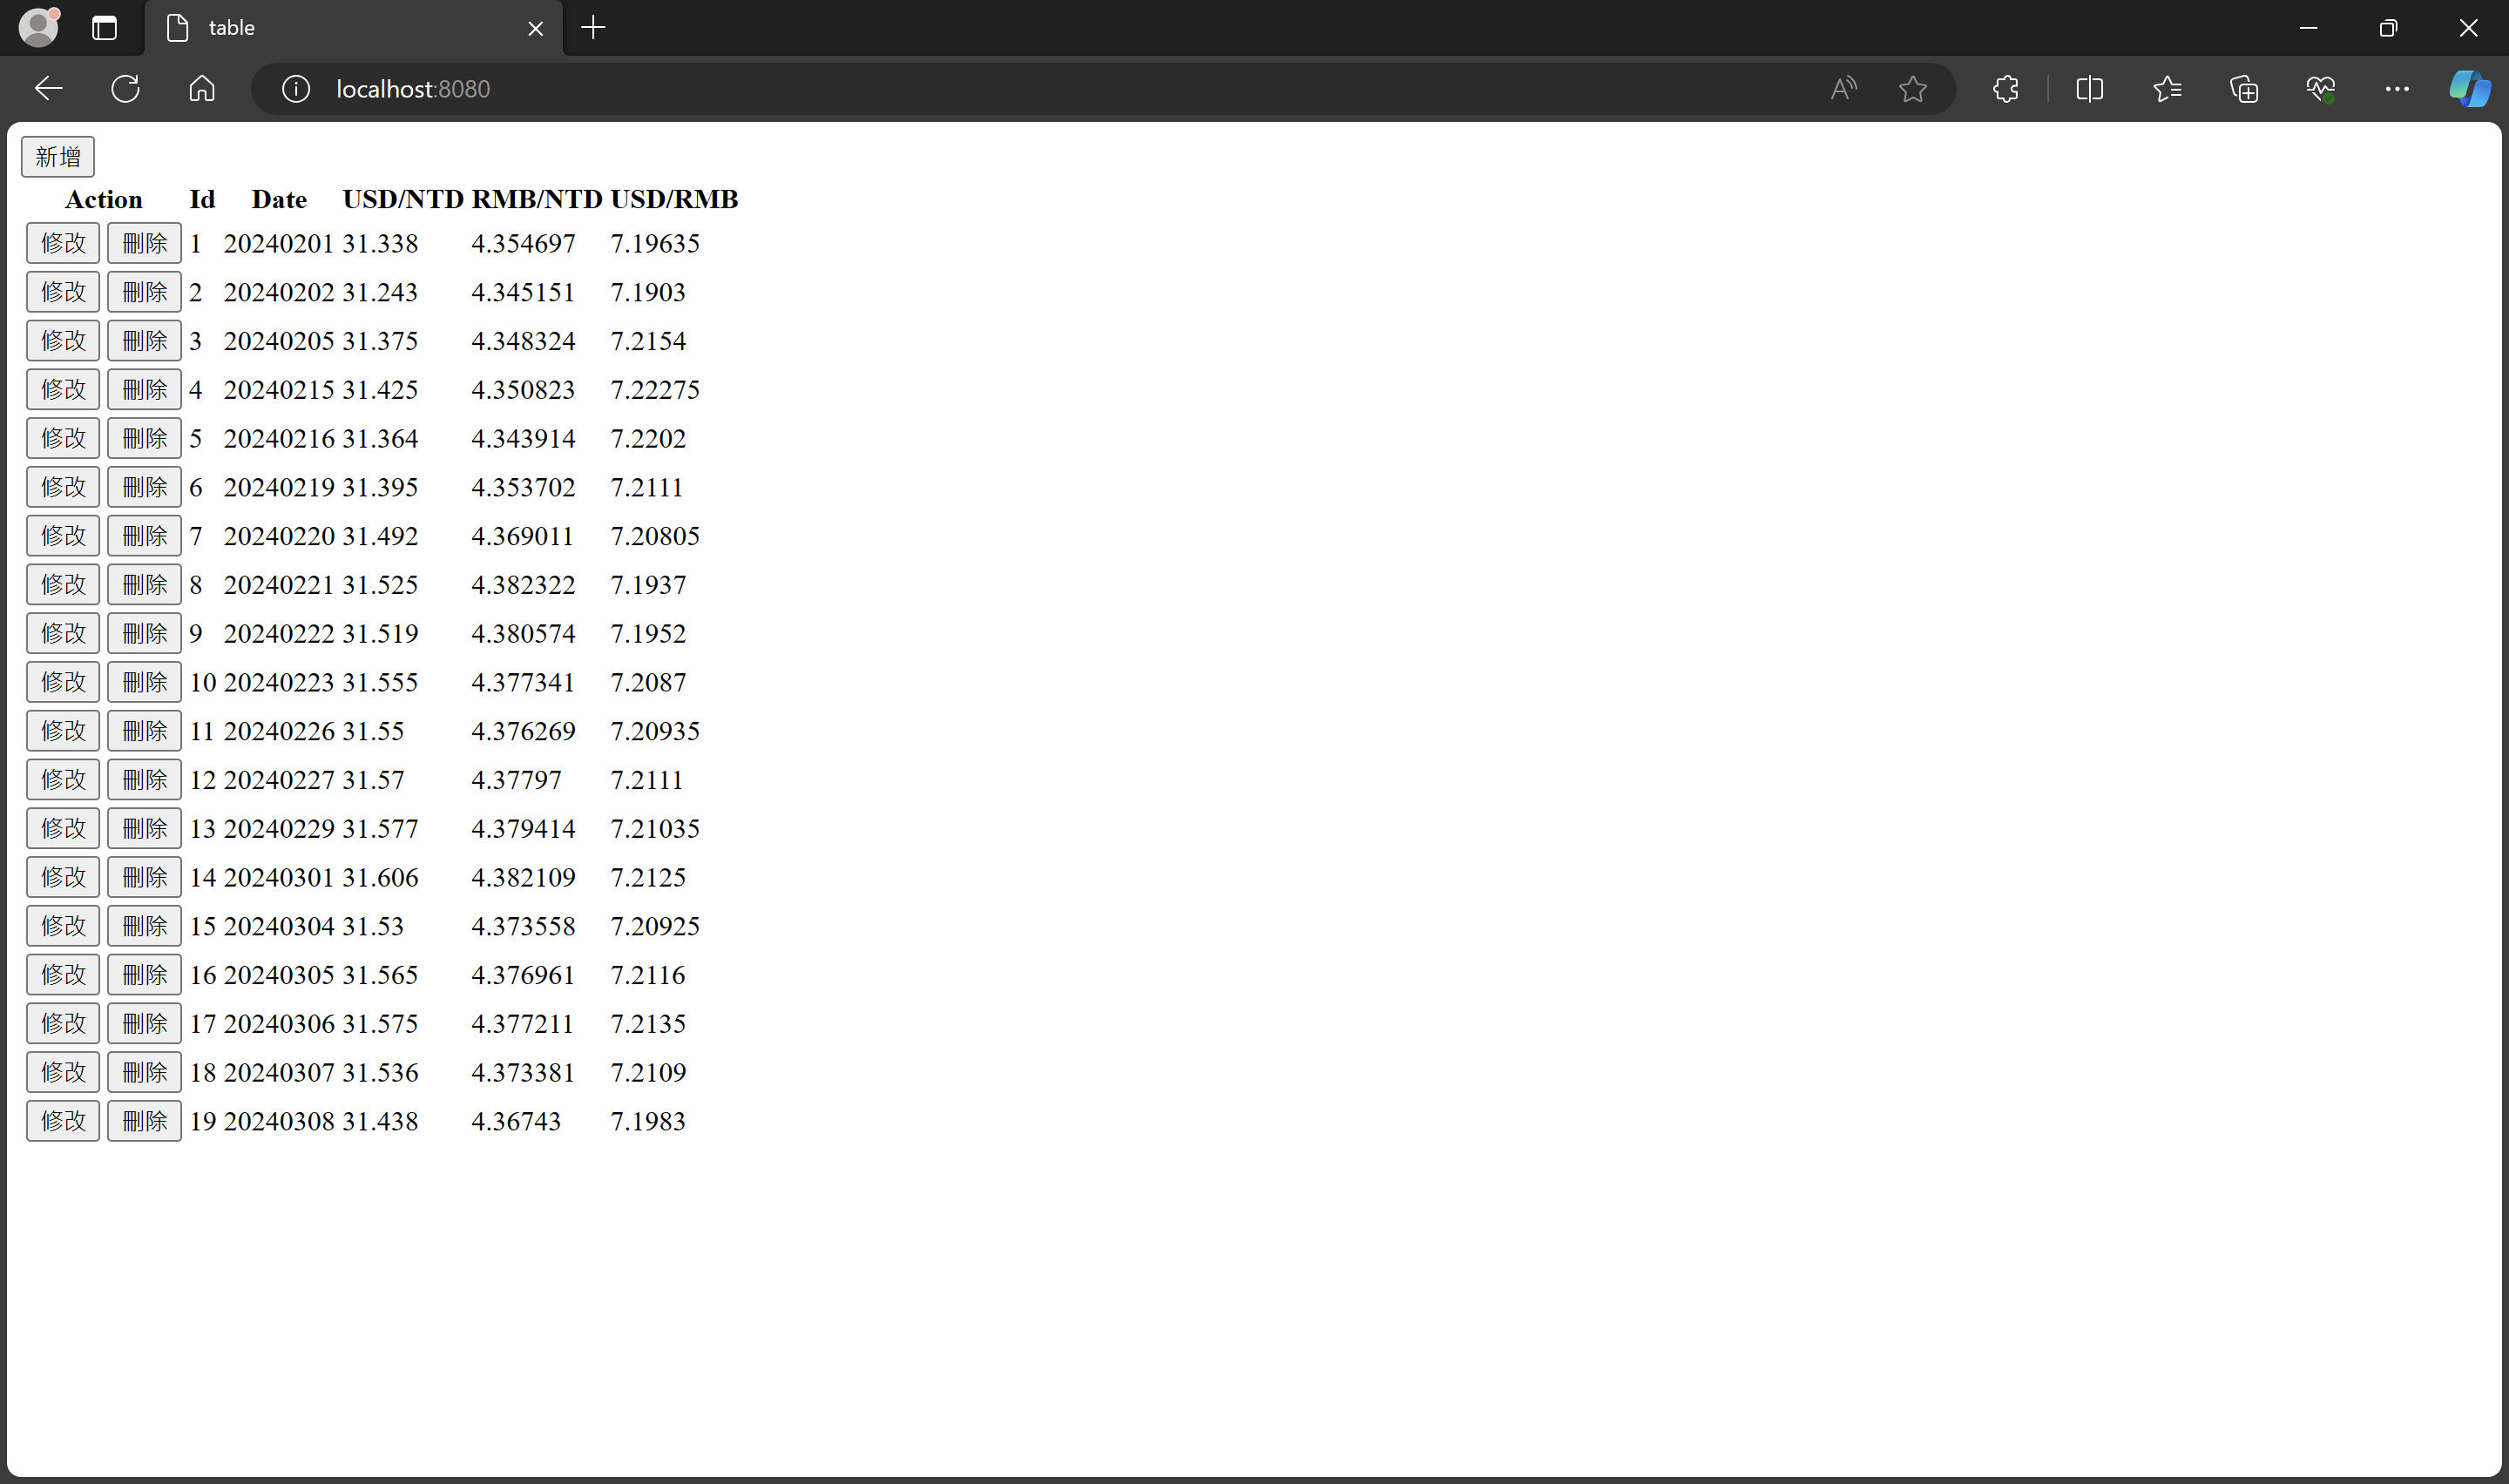 table
localhost:8080
新增
Action Id Date USD/NTD RMB/NTD USD/RMB
修改 刪除 1 20240201 31.338 4.354697 7.19635
修改 刪除 2 20240202 31.243 4.345151 7.1903
修改 刪除 3 20240205 31.375 4.348324 7.2154
修改 刪除 4 20240215 31.425 4.350823 7.22275
修改 刪除 5 20240216 31.364 4.343914 7.2202
修改 刪除 6 20240219 31.395 4.353702 7.2111
修改 刪除 7 20240220 31.492 4.369011 7.20805
修改 刪除 8 20240221 31.525 4.382322 7.1937
修改 刪除 9 20240222 31.519 4.380574 7.1952
修改 刪除 10 20240223 31.555 4.377341 7.2087
修改 刪除 11 20240226 31.55 4.376269 7.20935
修改 刪除 12 20240227 31.57 4.37797 7.2111
修改 刪除 13 20240229 31.577 4.379414 7.21035
修改 刪除 14 20240301 31.606 4.382109 7.2125
修改 刪除 15 20240304 31.53 4.373558 7.20925
修改 刪除 16 20240305 31.565 4.376961 7.2116
修改 刪除 17 20240306 31.575 4.377211 7.2135
修改 刪除 18 20240307 31.536 4.373381 7.2109
修改 刪除 19 20240308 31.438 4.36743 7.1983